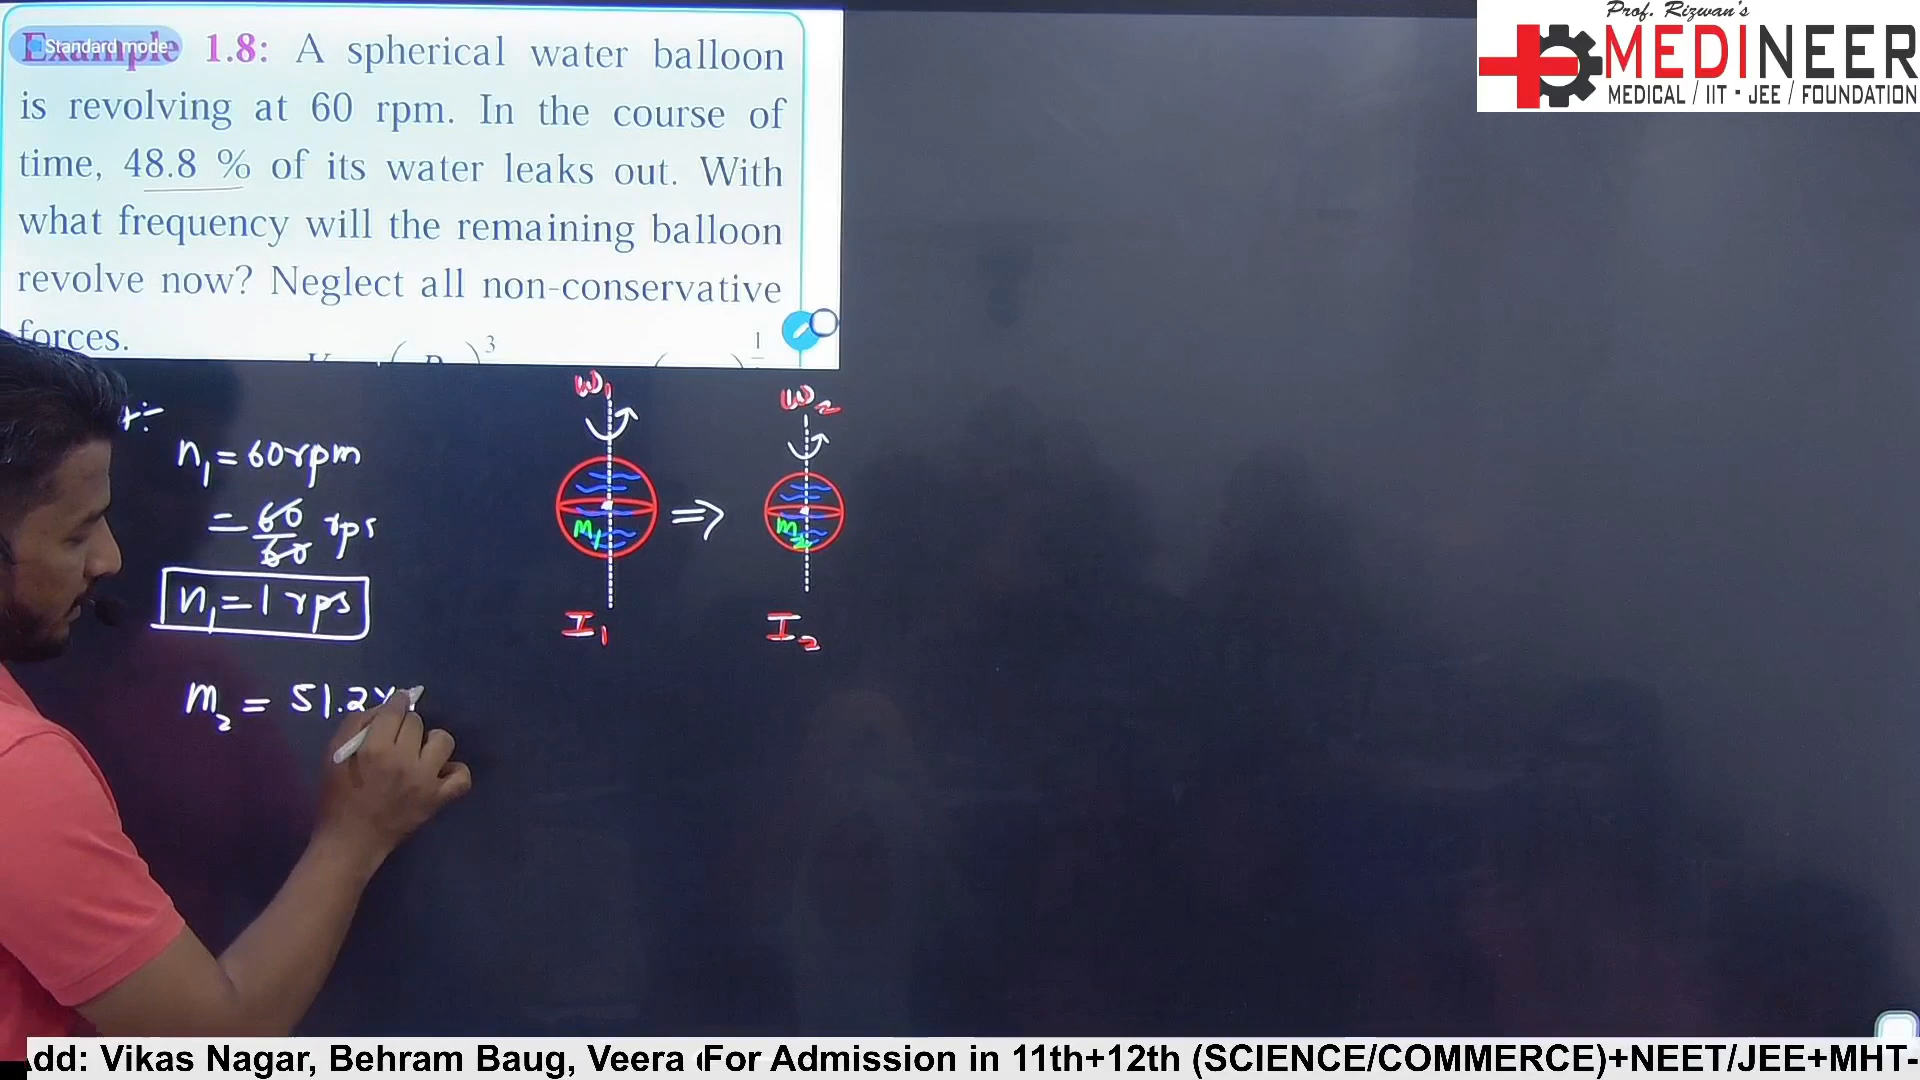 Prof. Rizwan's
MEDINEER
MEDICAL / IIT - JEE / FOUNDATION
Standard mode
Example 1.8: A spherical water balloon
is revolving at 60 rpm. In the course of
time, 48.8 % of its water leaks out. With
what frequency will the remaining balloon
revolve now? Neglect all non-conservative
forces.
3
1
n₁ = 60 rpm
= 60/60 rps
n₁ = 1 rps
m₂ = 51.2
ω₁
m₁
I₁
⇒
ω₂
m₂
I₂
Add: Vikas Nagar, Behram Baug, Veera
For Admission in 11th+12th (SCIENCE/COMMERCE)+NEET/JEE+MHT-